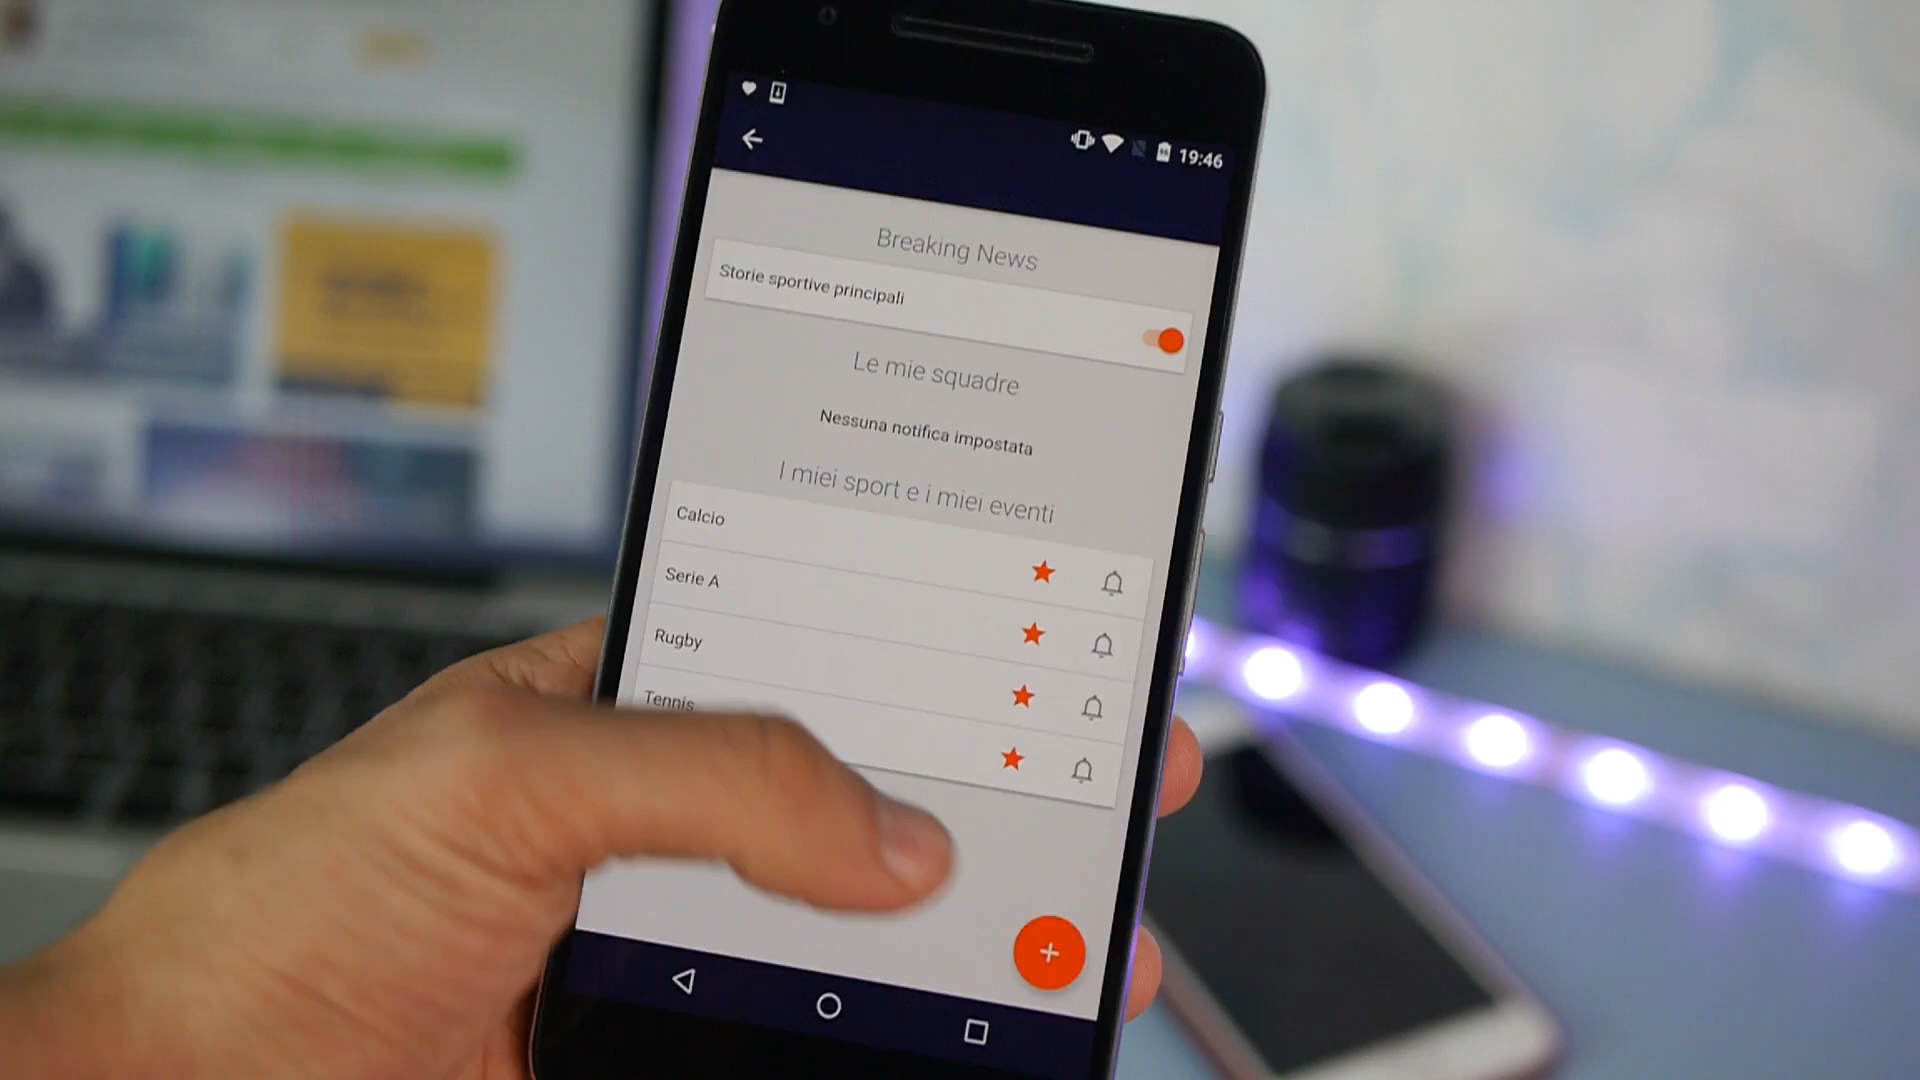 19:46
Breaking News
Storie sportive principali
Le mie squadre
Nessuna notifica impostata
I miei sport e i miei eventi
Calcio
Serie A
Rugby
Tennis